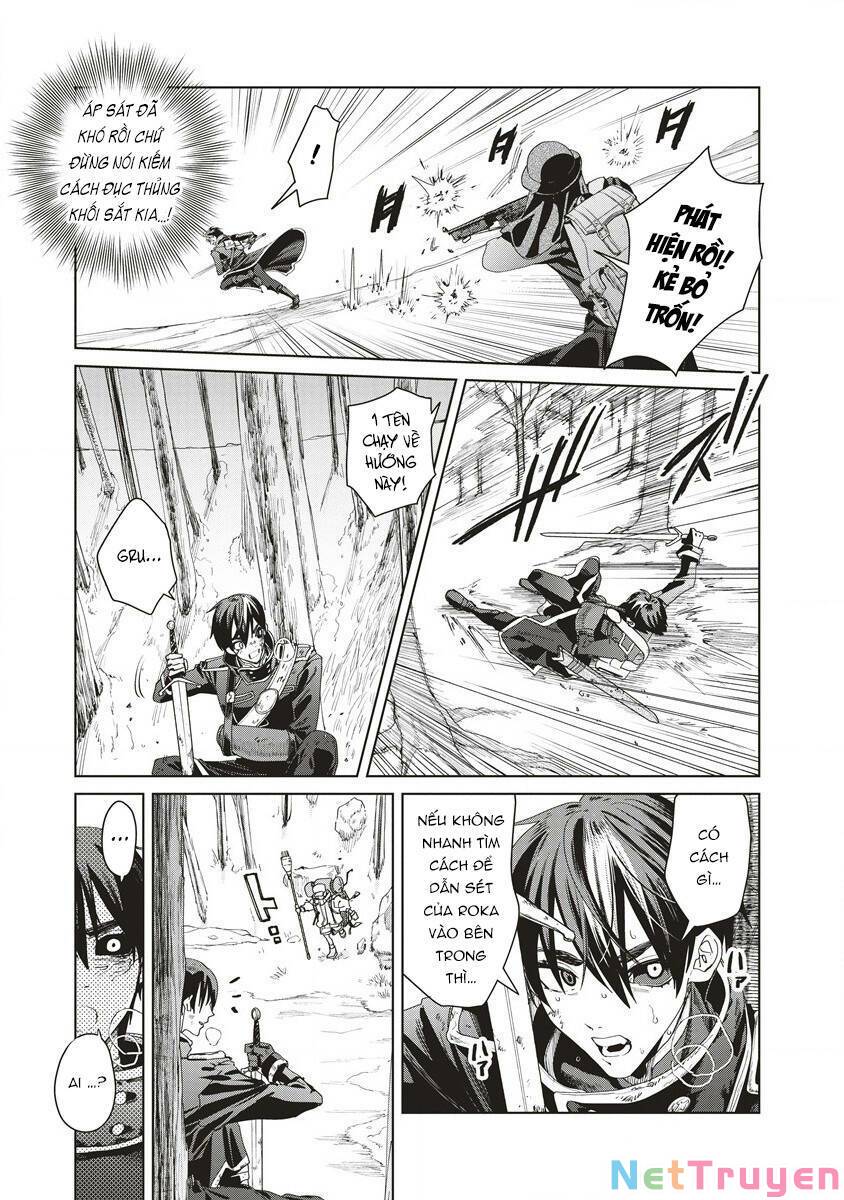 PHÁT
HIỆN RỒI!
KẺ BỎ
TRỐN!
!
ÁP SÁT ĐÃ
KHÓ RỒI CHỨ
ĐỪNG NÓI KIẾM
CÁCH ĐỤC THỦNG
KHỐI SẮT KIA...!
1 TÊN
CHẠY VỀ
HƯỚNG
NÀY!
GRU...
CÓ
CÁCH
GÌ...
NẾU KHÔNG
NHANH TÌM
CÁCH ĐỂ
DẪN SÉT
CỦA ROKA
VÀO BÊN
TRONG
THÌ...
...
AI ...?
NetTruyen